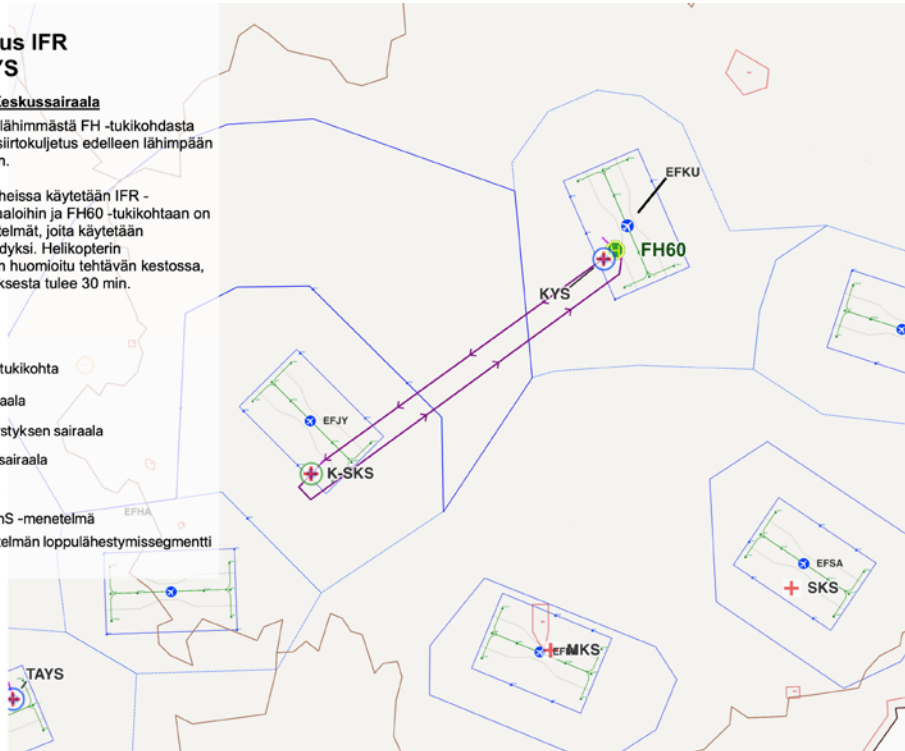 us IFR
YS
Keskussairaala
lähimmästä FH -tukikohdasta
siirtokuljetus edelleen lähimpään
n.
heissa käytetään IFR -
aaloihin ja FH60 -tukikohtaan on
telmät, joita käytetään
dyksi. Helikopterin
n huomioitu tehtävän kestossa,
ksesta tulee 30 min.
tukikohta
aala
styksen sairaala
sairaala
nS -menetelmä
elmän loppulähestymissegmentti
EFKU
FH60
KYS
EFJY
K-SKS
EFHA
EFSA
SKS
MKS
TAYS